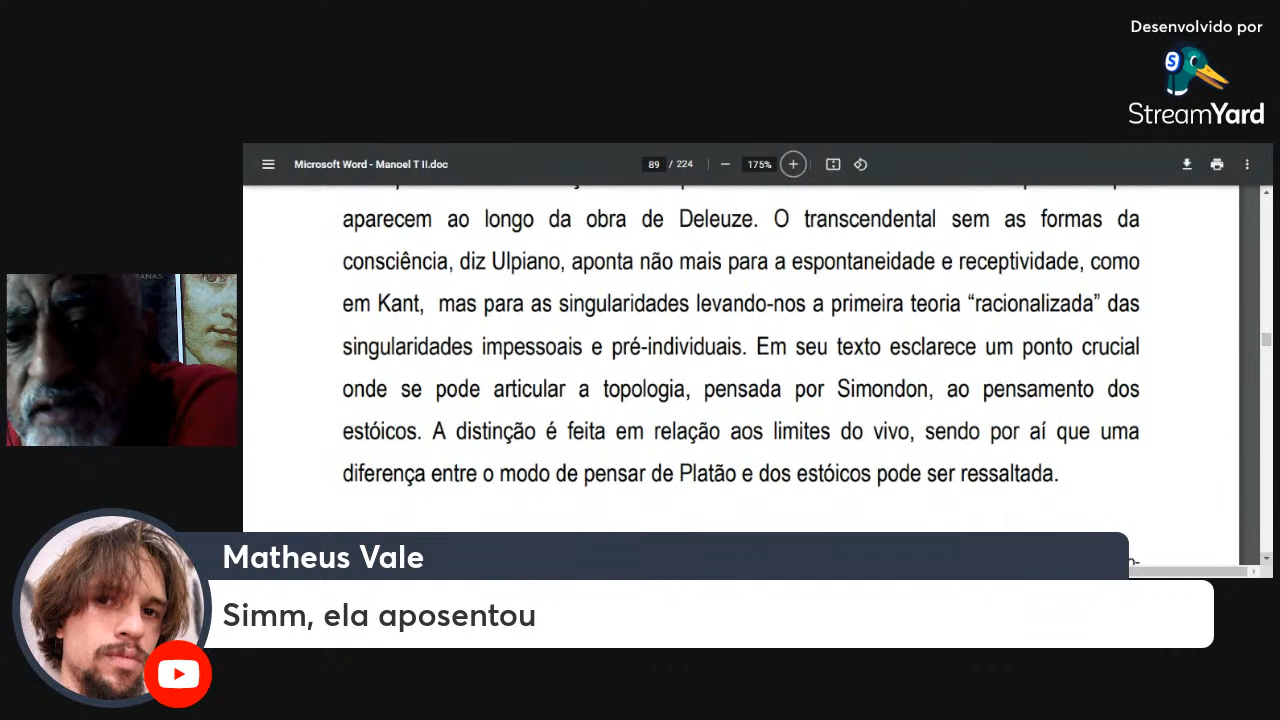 Desenvolvido por
StreamYard
Microsoft Word - Manoel T II.doc
89 / 224
175%
aparecem ao longo da obra de Deleuze. O transcendental sem as formas da
consciência, diz Ulpiano, aponta não mais para a espontaneidade e receptividade, como
em Kant, mas para as singularidades levando-nos a primeira teoria “racionalizada” das
singularidades impessoais e pré-individuais. Em seu texto esclarece um ponto crucial
onde se pode articular a topologia, pensada por Simondon, ao pensamento dos
estóicos. A distinção é feita em relação aos limites do vivo, sendo por aí que uma
diferença entre o modo de pensar de Platão e dos estóicos pode ser ressaltada.
Matheus Vale
Simm, ela aposentou